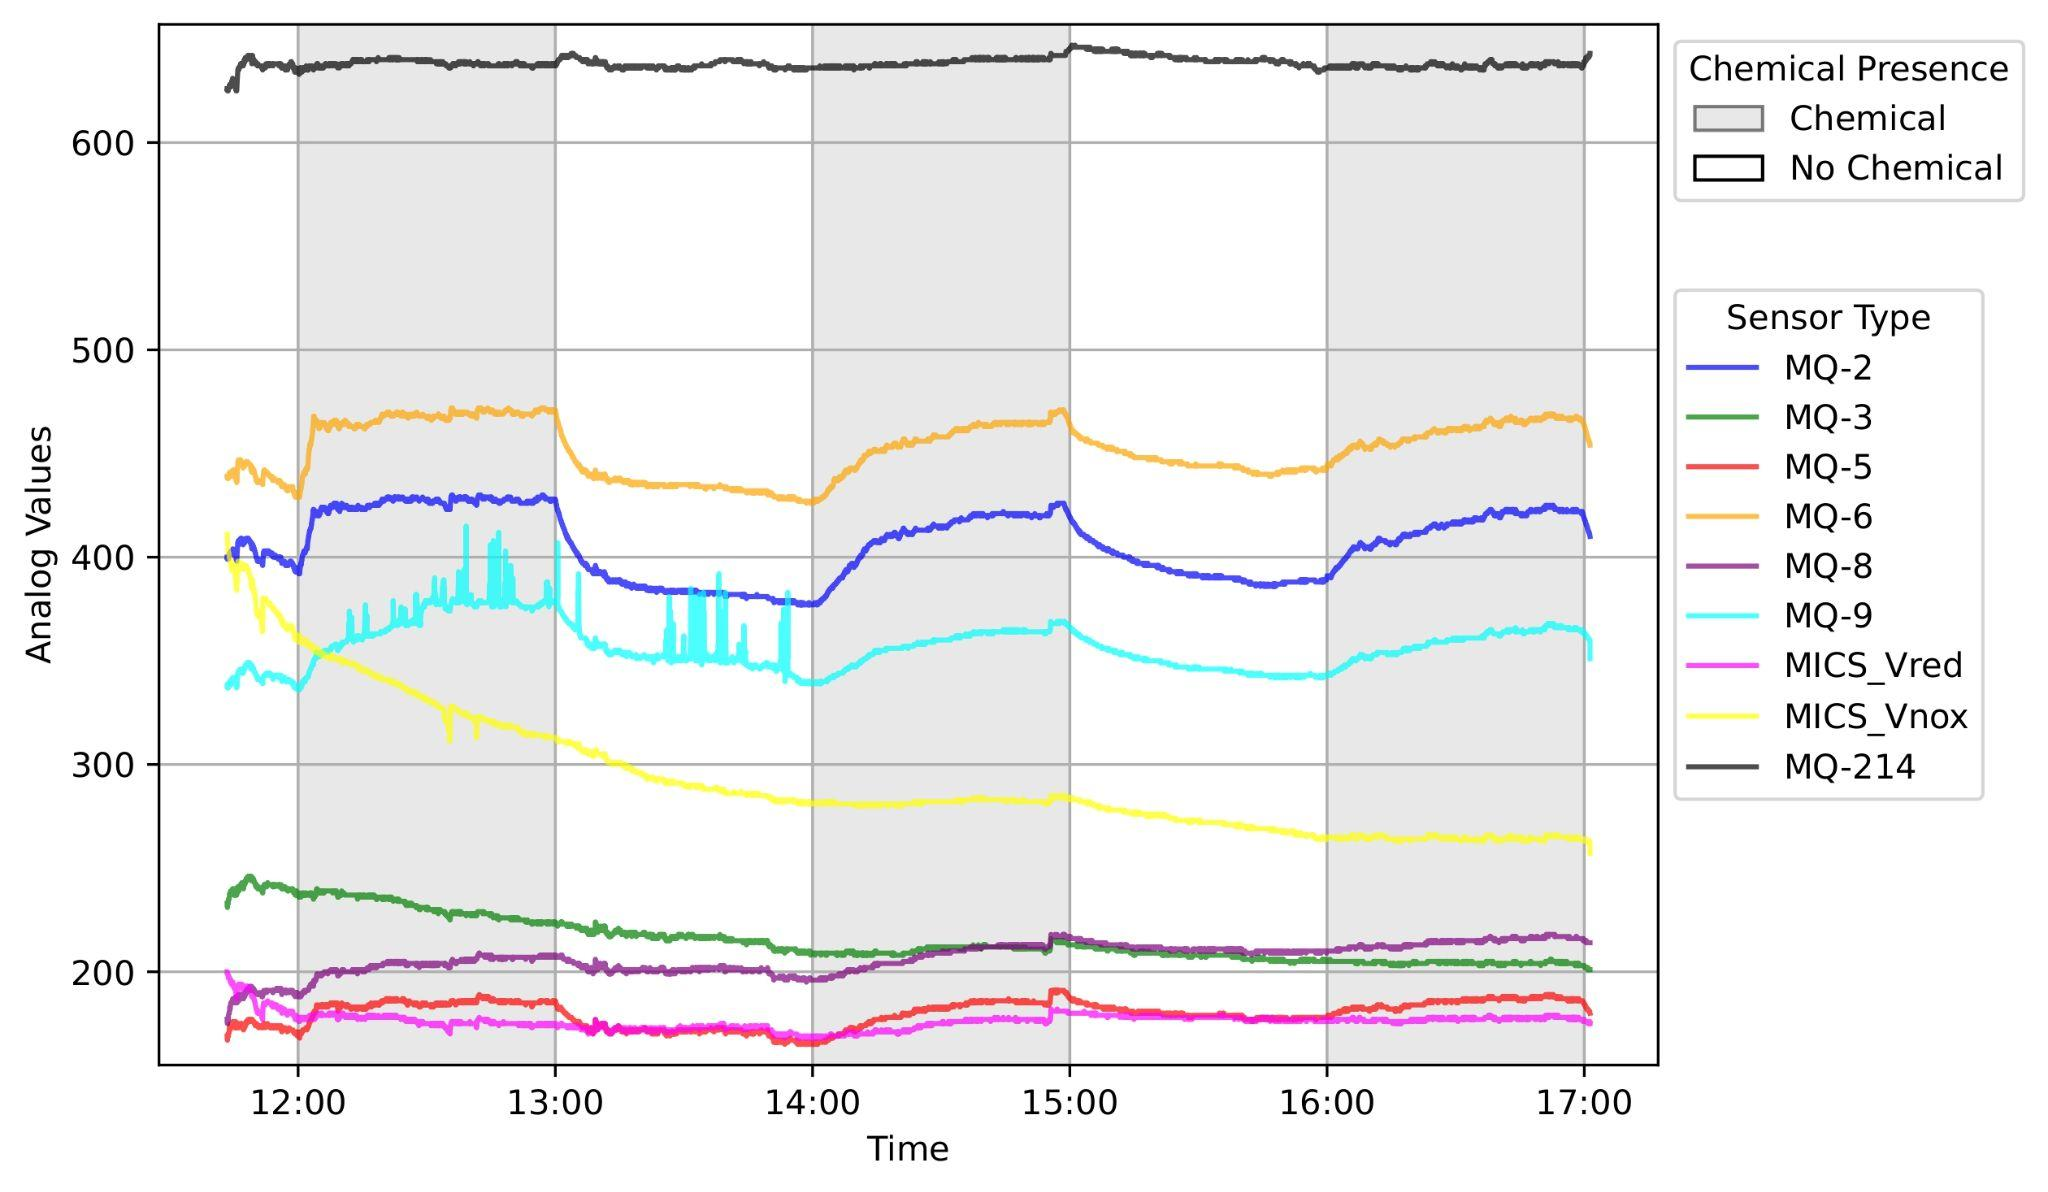 Chemical Presence
Chemical
No Chemical
Sensor Type
MQ-2
MQ-3
MQ-5
MQ-6
MQ-8
MQ-9
MICS_Vred
MICS_Vnox
MQ-214
Analog Values
600
500
400
300
200
12:00 13:00 14:00 15:00 16:00 17:00
Time